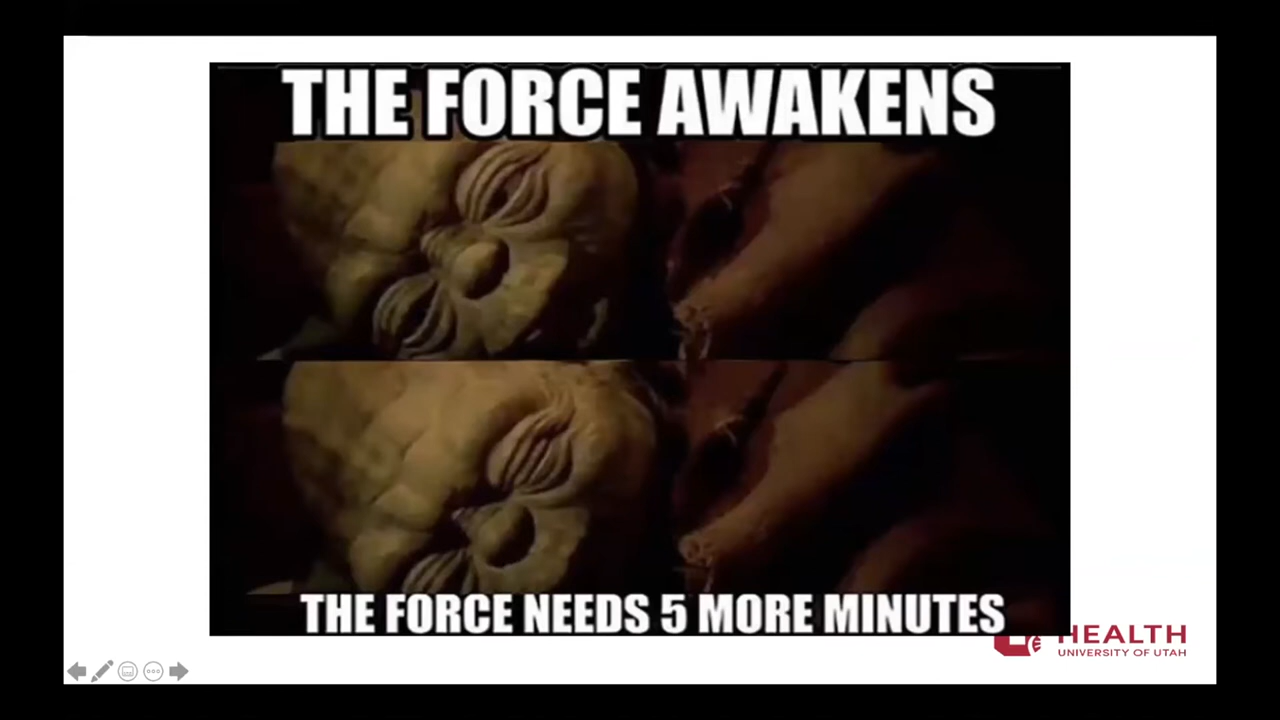 THE FORCE AWAKENS
THE FORCE NEEDS 5 MORE MINUTES
HEALTH
UNIVERSITY OF UTAH